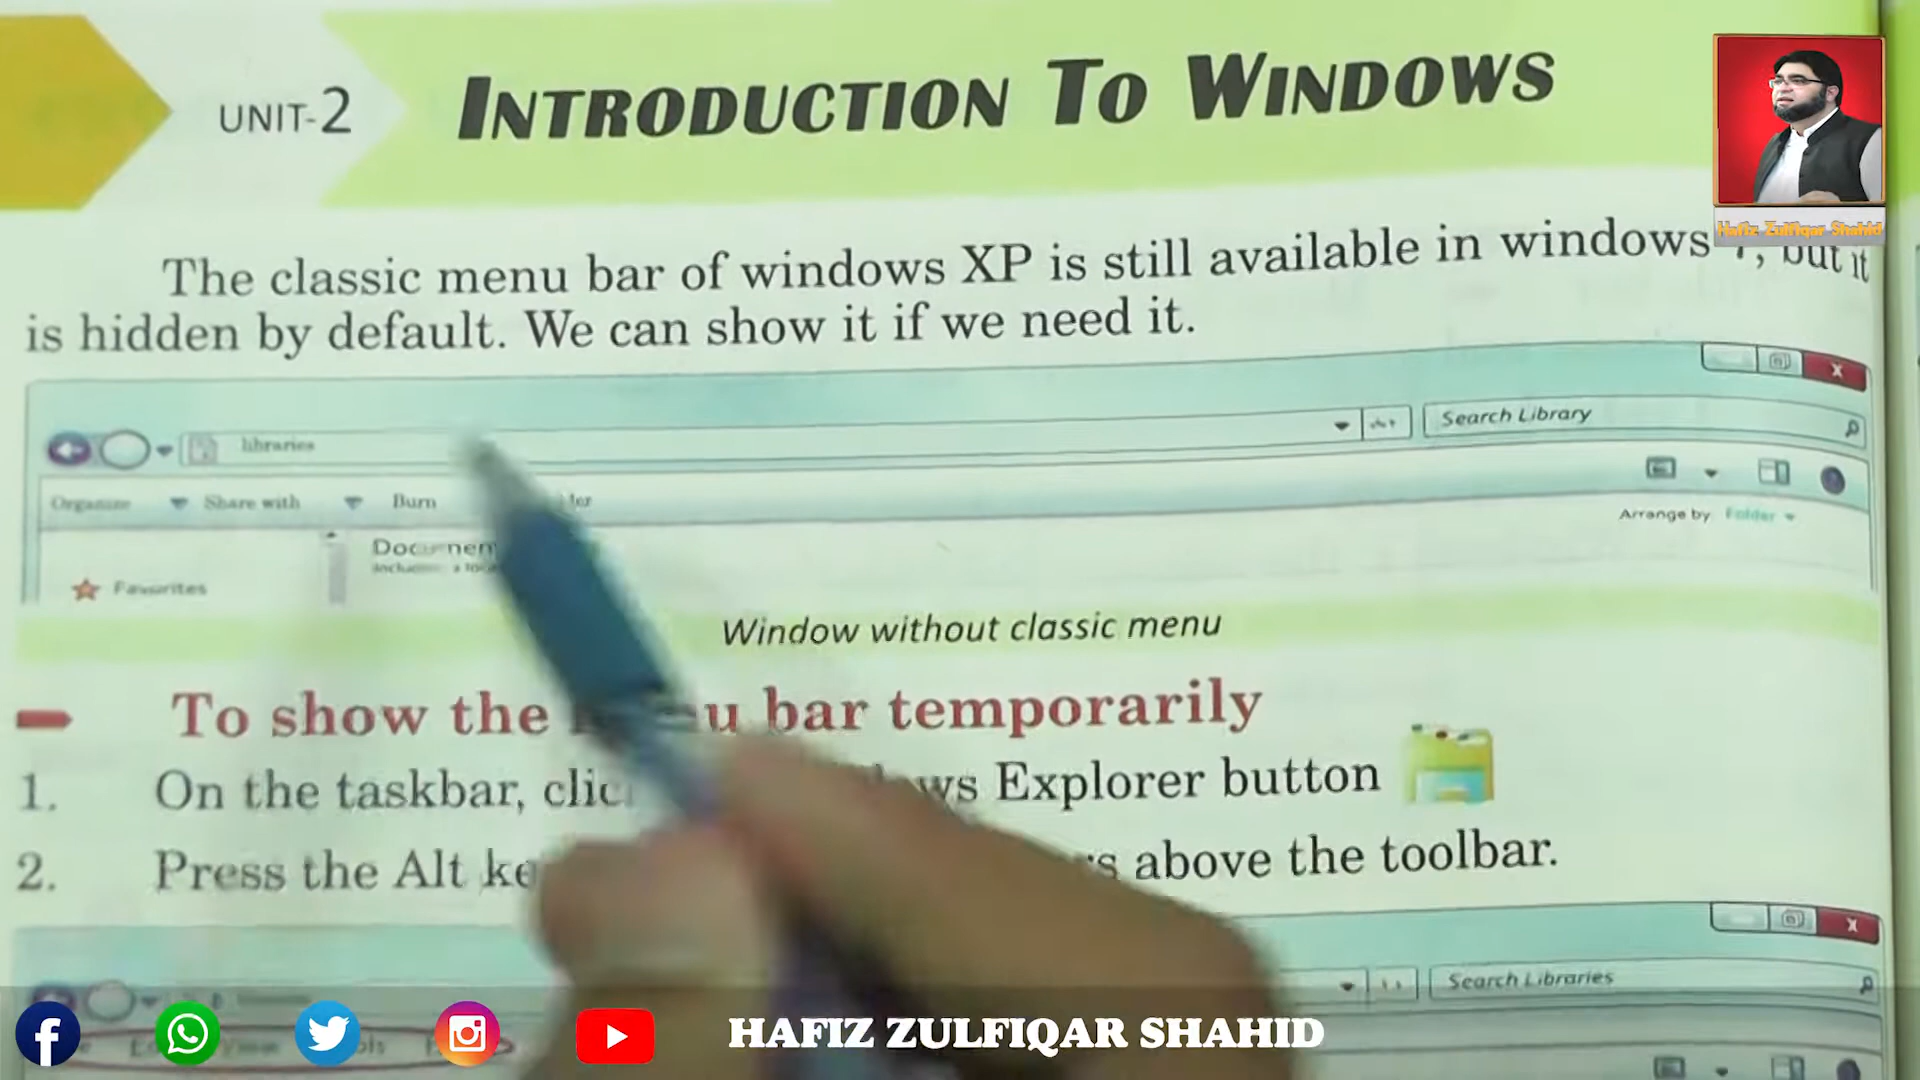 UNIT-2 INTRODUCTION TO WINDOWS
Hafiz Zulfiqar Shahid
The classic menu bar of windows XP is still available in windows , but it
is hidden by default. We can show it if we need it.
X
libraries
Search Library
Organize Share with Burn
Arrange by Folder
Favorites
Window without classic menu
To show the bar temporarily
1. On the taskbar, Explorer button
2. Press the Alt above the toolbar.
X
Search Libraries
HAFIZ ZULFIQAR SHAHID